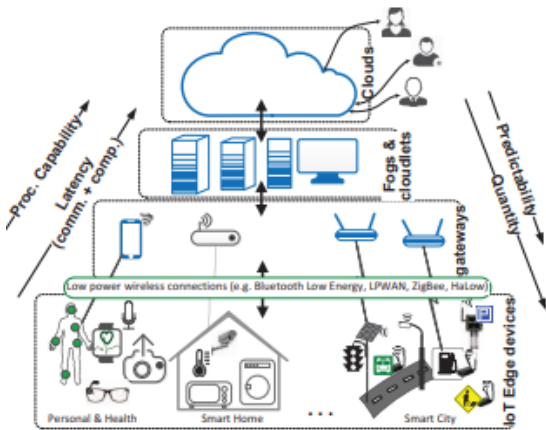 Clouds
Proc. Capability
Latency
(comm. + comp.)
Predictability
Quantity
Fogs &
cloudlets
gateways
Low power wireless connections (e.g. Bluetooth Low Energy, LPWAN, ZigBee, HaLow)
IoT Edge devices
P
Personal & Health
Smart Home
. . .
Smart City